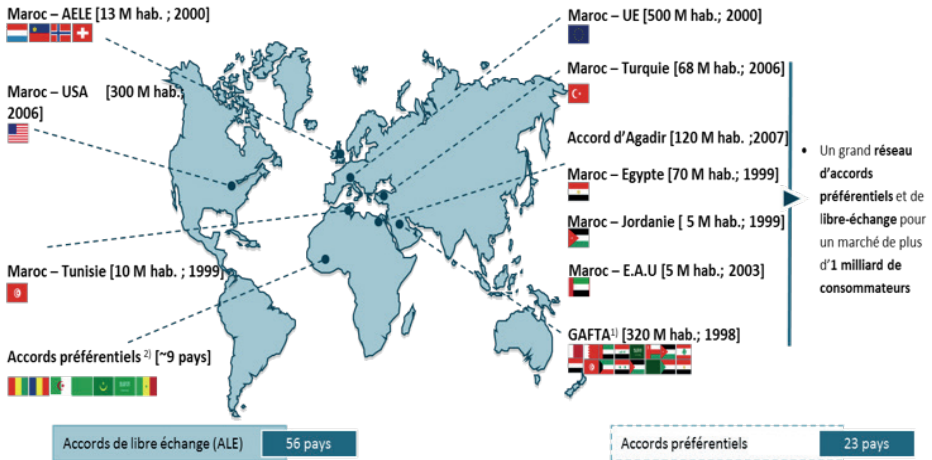 Maroc – AELE [13 M hab. ; 2000]
Maroc – USA [300 M hab.;
2006]
Maroc – Tunisie [10 M hab. ; 1999]
Accords préférentiels 2) [~9 pays]
Maroc – UE [500 M hab.; 2000]
Maroc – Turquie [68 M hab.; 2006]
Accord d'Agadir [120 M hab. ;2007]
Maroc – Egypte [70 M hab.; 1999]
Maroc – Jordanie [ 5 M hab.; 1999]
Maroc – E.A.U [5 M hab.; 2003]
GAFTA1) [320 M hab.; 1998]
• Un grand réseau
d'accords
préférentiels et de
libre-échange pour
un marché de plus
d'1 milliard de
consommateurs
Accords de libre échange (ALE) 56 pays
Accords préférentiels 23 pays